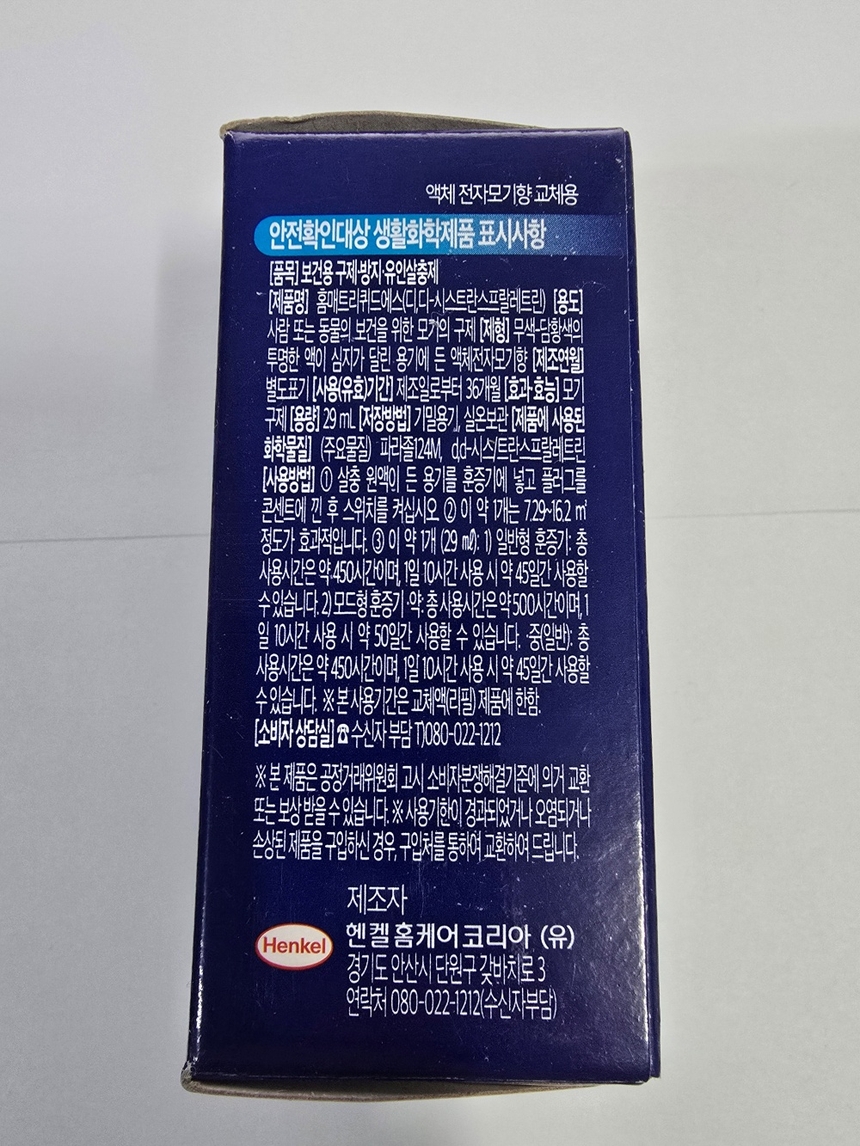 액체 전자모기향 교체용
안전확인대상 생활화학제품 표시사항
[품목] 보건용 구제·방지·유인살충제
[제품명] 홈매트리퀴드에스(디,디-시스트란스프랄레트린) [용도]
사람 또는 동물의 보건을 위한 모기의 구제 [제형] 무색-담황색의
투명한 액이 심지가 달린 용기에 든 액체전자모기향 [제조연월]
별도표기 [사용(유효)기간] 제조일로부터 36개월 [효과·효능] 모기
구제 [용량] 29 mL [저장방법] 기밀용기, 실온보관 [제품에 사용된
화학물질] (주요물질) 파라졸124M, d,d-시스/트란스프랄레트린
[사용방법] ① 살충 원액이 든 용기를 훈증기에 넣고 플러그를
콘센트에 낀 후 스위치를 켜십시오 ② 이 약 1개는 7.29~16.2 ㎡
정도가 효과적입니다. ③ 이 약 1개 (29 ㎖): 1) 일반형 훈증기: 총
사용시간은 약 450시간이며, 1일 10시간 사용 시 약 45일간 사용할
수 있습니다. 2) 모드형 훈증기 ·약: 총 사용시간은 약 500시간이며, 1
일 10시간 사용 시 약 50일간 사용할 수 있습니다. ·중(일반): 총
사용시간은 약 450시간이며, 1일 10시간 사용 시 약 45일간 사용할
수 있습니다. ※ 본 사용기간은 교체액(리필) 제품에 한함.
[소비자 상담실] ☎ 수신자 부담 T)080-022-1212
※ 본 제품은 공정거래위원회 고시 소비자분쟁해결기준에 의거 교환
또는 보상 받을 수 있습니다. ※ 사용기한이 경과되었거나 오염되거나
손상된 제품을 구입하신 경우, 구입처를 통하여 교환하여 드립니다.
제조자
Henkel 헨켈홈케어코리아 (유)
경기도 안산시 단원구 갖바치로 3
연락처 080-022-1212(수신자부담)